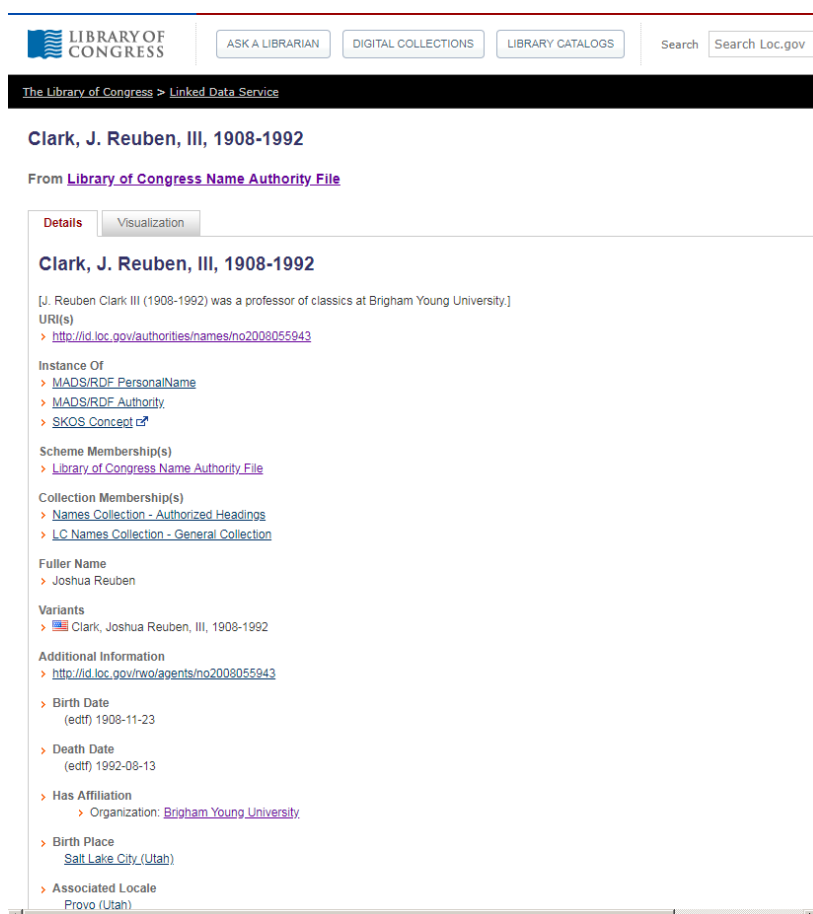 LIBRARY OF
CONGRESS
ASK A LIBRARIAN
DIGITAL COLLECTIONS
LIBRARY CATALOGS
Search
Search Loc.gov
The Library of Congress > Linked Data Service
Clark, J. Reuben, III, 1908-1992
From Library of Congress Name Authority File
Details
Visualization
Clark, J. Reuben, III, 1908-1992
[J. Reuben Clark III (1908-1992) was a professor of classics at Brigham Young University.]
URI(s)
http://id.loc.gov/authorities/names/no2008055943
Instance Of
MADS/RDF PersonalName
MADS/RDF Authority
SKOS Concept
Scheme Membership(s)
Library of Congress Name Authority File
Collection Membership(s)
Names Collection - Authorized Headings
LC Names Collection - General Collection
Fuller Name
Joshua Reuben
Variants
Clark, Joshua Reuben, III, 1908-1992
Additional Information
http://id.loc.gov/rwo/agents/no2008055943
Birth Date
(edtf) 1908-11-23
Death Date
(edtf) 1992-08-13
Has Affiliation
Organization: Brigham Young University
Birth Place
Salt Lake City (Utah)
Associated Locale
Provo (Utah)